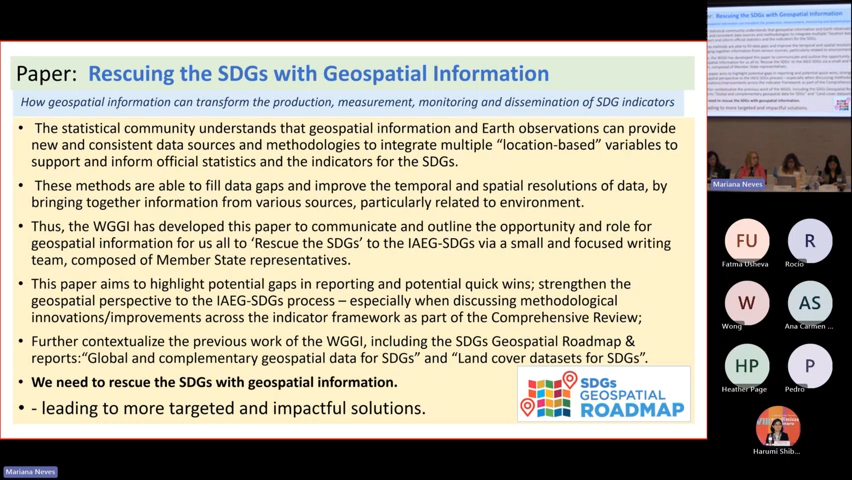 Paper: Rescuing the SDGs with Geospatial Information
How geospatial information can transform the production, measurement, monitoring and dissemination of SDG indicators
• The statistical community understands that geospatial information and Earth observations can provide
new and consistent data sources and methodologies to integrate multiple “location-based” variables to
support and inform official statistics and the indicators for the SDGs.
• These methods are able to fill data gaps and improve the temporal and spatial resolutions of data, by
bringing together information from various sources, particularly related to environment.
• Thus, the WGGI has developed this paper to communicate and outline the opportunity and role for
geospatial information for us all to ‘Rescue the SDGs’ to the IAEG-SDGs via a small and focused writing
team, composed of Member State representatives.
• This paper aims to highlight potential gaps in reporting and potential quick wins; strengthen the
geospatial perspective to the IAEG-SDGs process – especially when discussing methodological
innovations/improvements across the indicator framework as part of the Comprehensive Review;
• Further contextualize the previous work of the WGGI, including the SDGs Geospatial Roadmap &
reports:“Global and complementary geospatial data for SDGs” and “Land cover datasets for SDGs”.
• We need to rescue the SDGs with geospatial information.
• - leading to more targeted and impactful solutions.
SDGs
GEOSPATIAL
ROADMAP
Mariana Neves
Rescuing the SDGs with Geospatial Information
Mariana Neves
FU
R
Fatma Usheva
Rocio
W
AS
Wong
Ana Carmen ...
HP
P
Heather Page
Pedro
Harumi Shib...